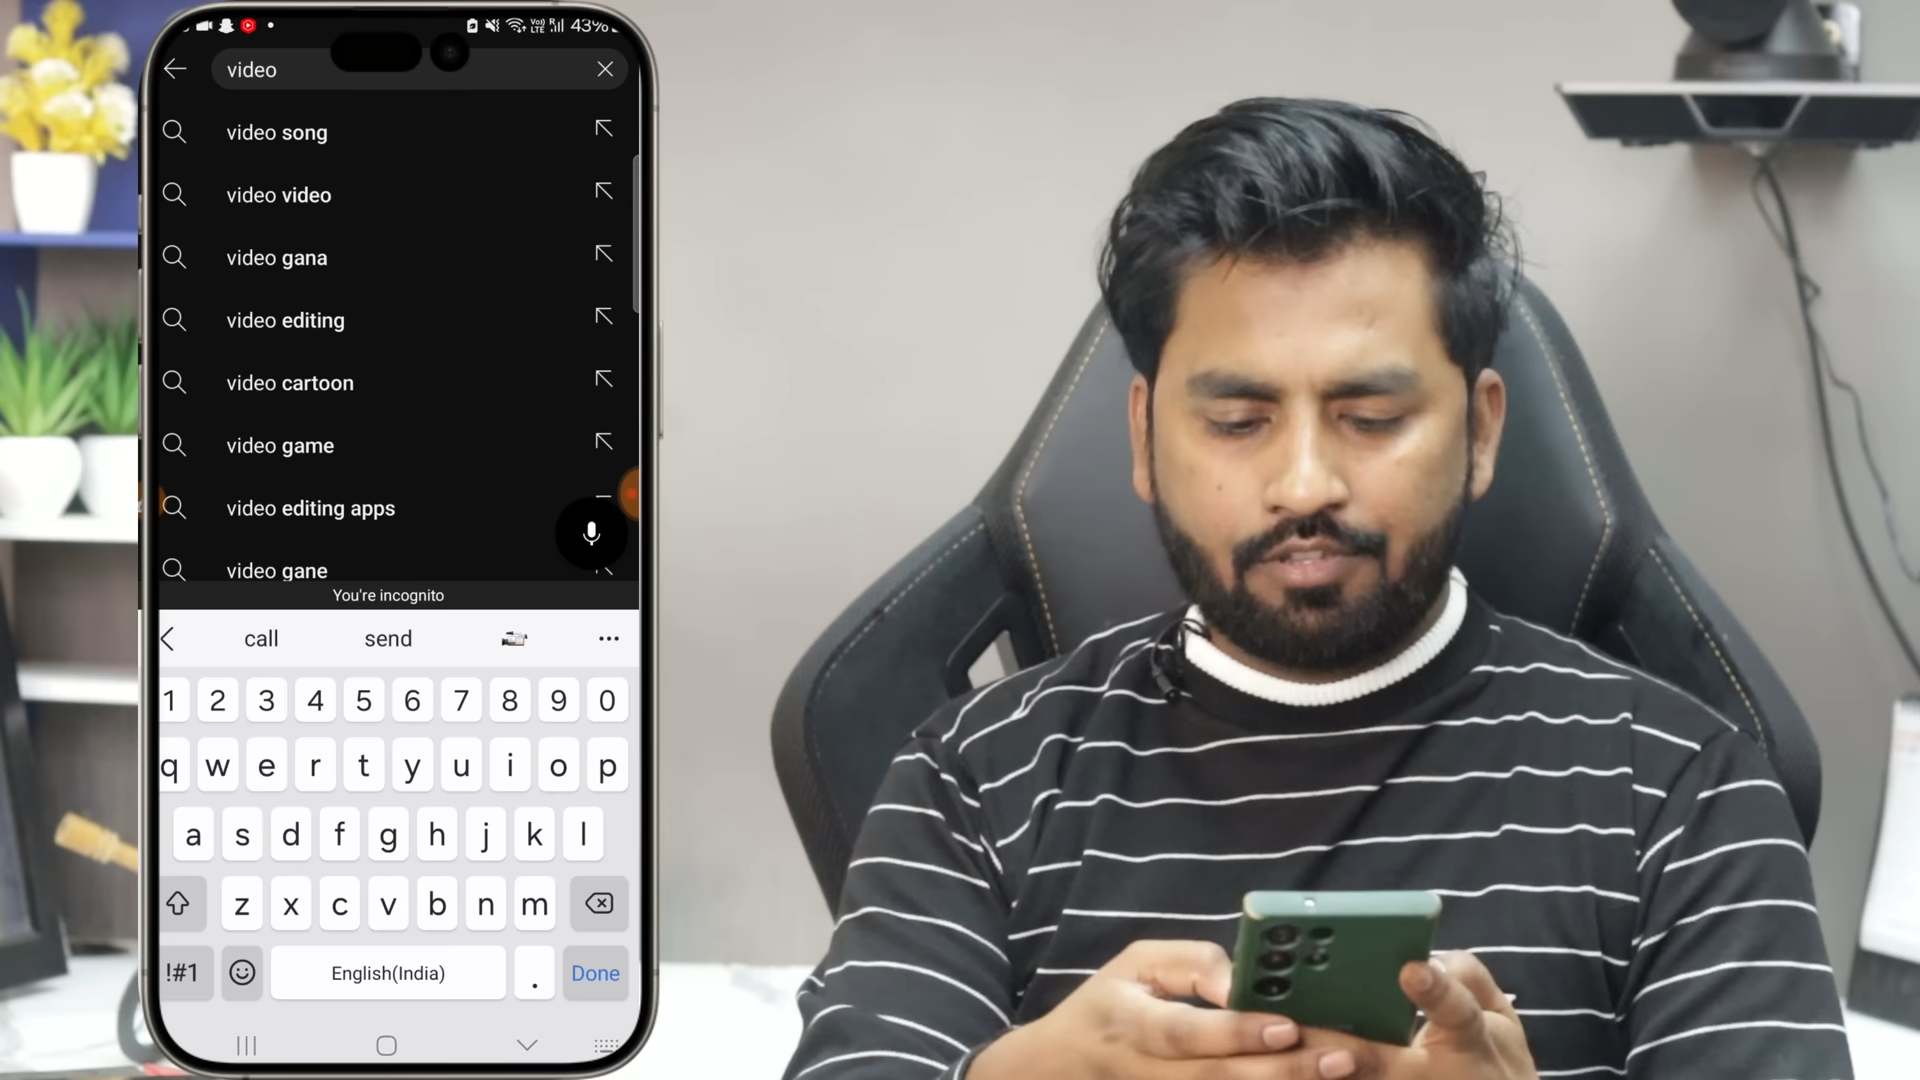 Vo)) R
LTE 43%
video
video song
video video
video gana
video editing
video cartoon
video game
video editing apps
video gane
You're incognito
call send
1 2 3 4 5 6 7 8 9 0
q w e r t y u i o p
a s d f g h j k l
z x c v b n m
!#1 English(India) . Done